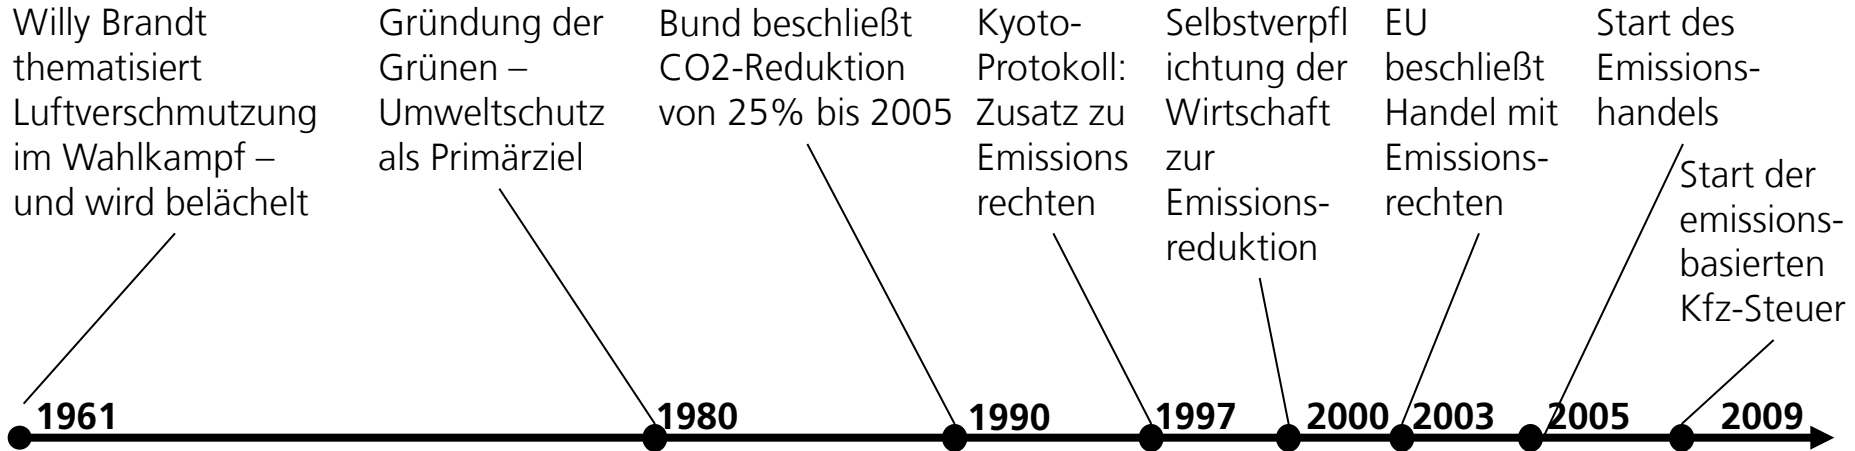 Willy Brandt
thematisiert
Luftverschmutzung
im Wahlkampf –
und wird belächelt
Gründung der
Grünen –
Umweltschutz
als Primärziel
Bund beschließt
CO2-Reduktion
von 25% bis 2005
Kyoto-
Protokoll:
Zusatz zu
Emissions
rechten
Selbstverpfl
ichtung der
Wirtschaft
zur
Emissions-
reduktion
EU
beschließt
Handel mit
Emissions-
rechten
Start des
Emissions-
handels
Start der
emissions-
basierten
Kfz-Steuer
1961
1980
1990
1997
2000
2003
2005
2009